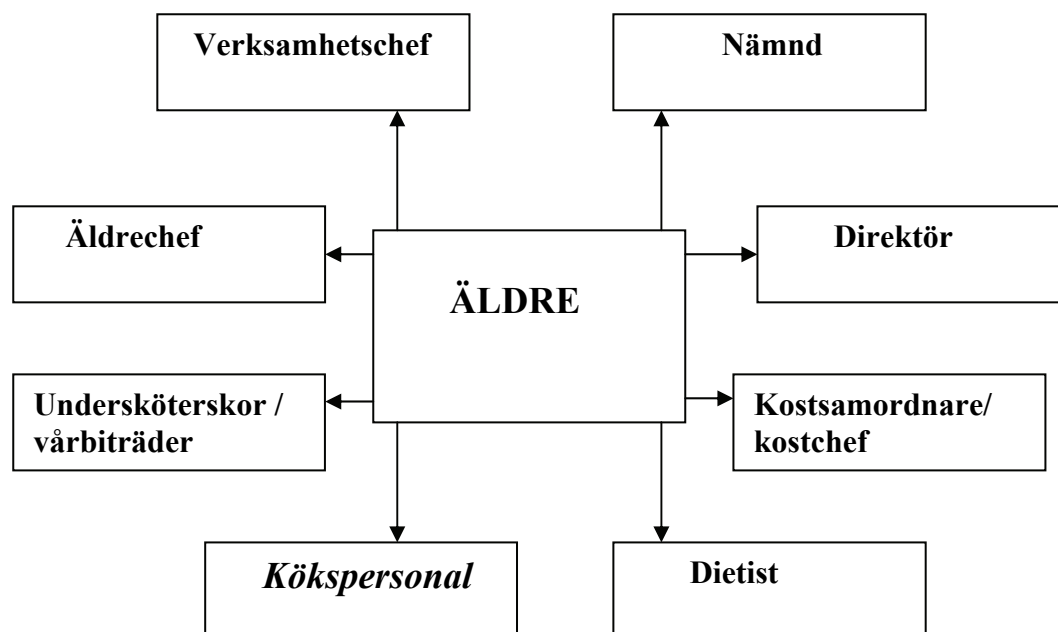 Verksamhetschef
Nämnd
Äldrechef
Direktör
ÄLDRE
Undersköterskor /
vårbiträder
Kostsamordnare/
kostchef
Kökspersonal
Dietist